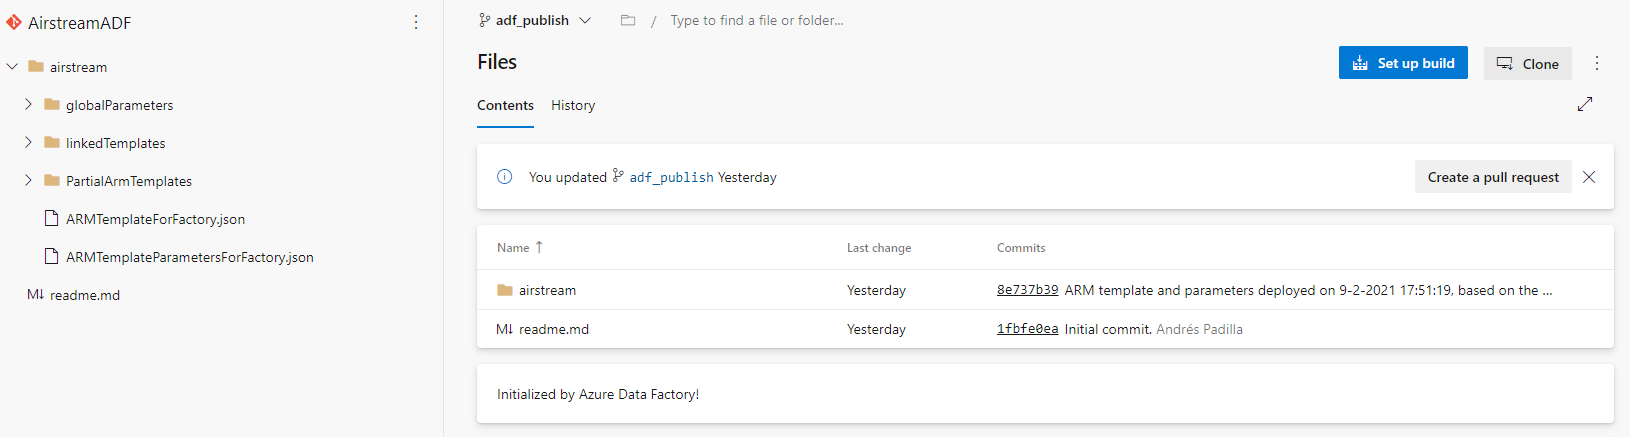 AirstreamADF
airstream
globalParameters
linkedTemplates
PartialArmTemplates
ARMTemplateForFactory.json
ARMTemplateParametersForFactory.json
M↓ readme.md
adf_publish / Type to find a file or folder...
Files
Set up build
Clone
Contents History
You updated adf_publish Yesterday
Create a pull request
Name ↑ Last change Commits
airstream Yesterday 8e737b39 ARM template and parameters deployed on 9-2-2021 17:51:19, based on the ...
M↓ readme.md Yesterday 1fbfe0ea Initial commit. Andrés Padilla
Initialized by Azure Data Factory!